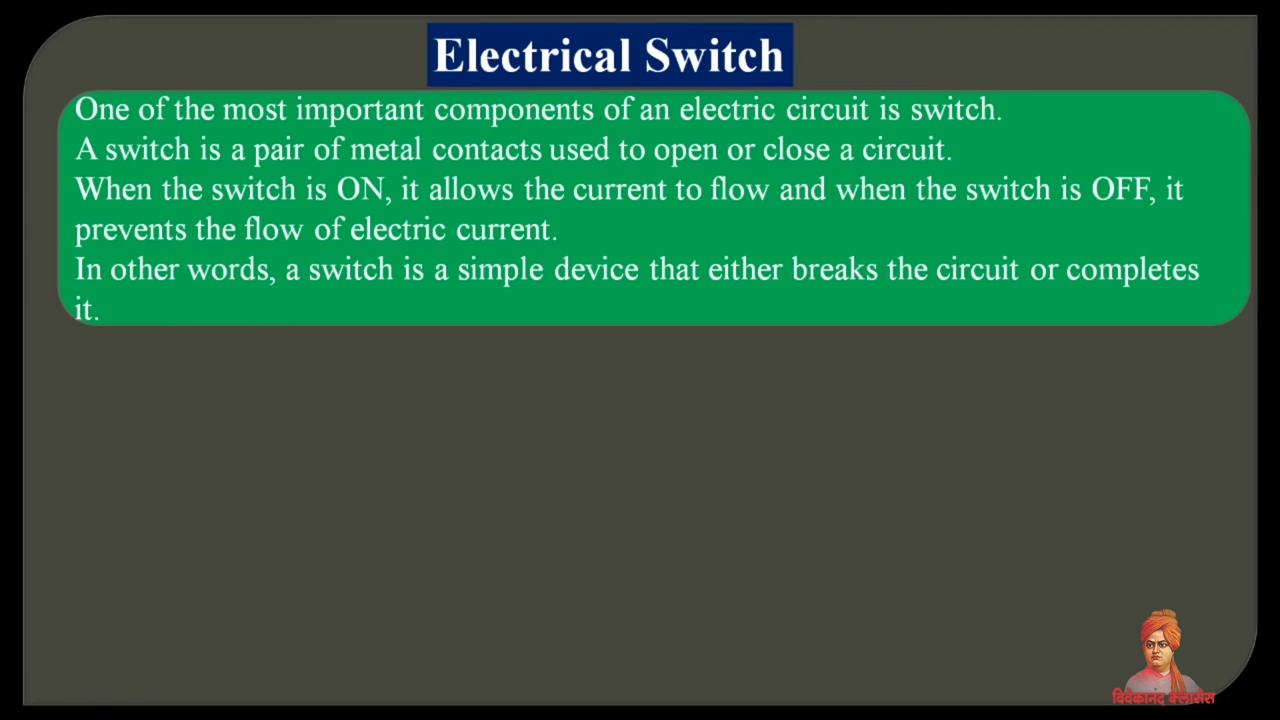 Electrical Switch
One of the most important components of an electric circuit is switch.
A switch is a pair of metal contacts used to open or close a circuit.
When the switch is ON, it allows the current to flow and when the switch is OFF, it
prevents the flow of electric current.
In other words, a switch is a simple device that either breaks the circuit or completes
it.
विवेकानंद क्लासेस